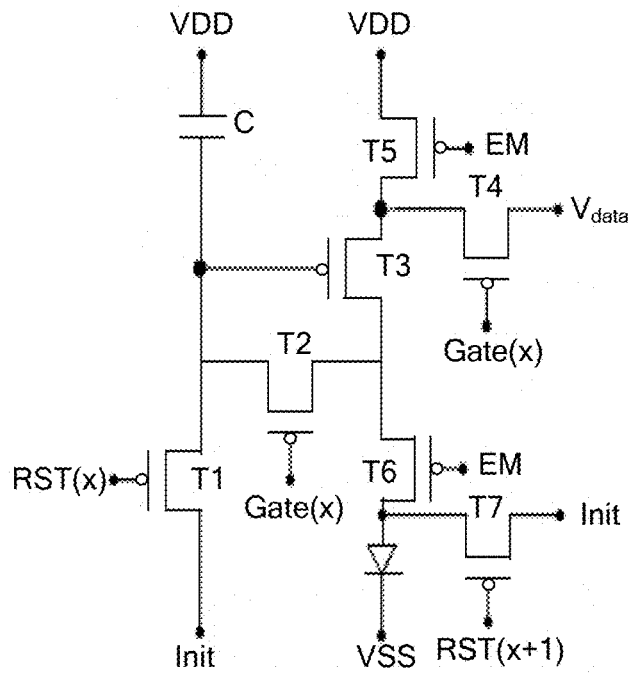 VDD
VDD
C
T5
EM
T4
V_data
T3
Gate(x)
T2
RST(x)
T1
T6
EM
Gate(x)
T7
Init
Init
VSS
RST(x+1)